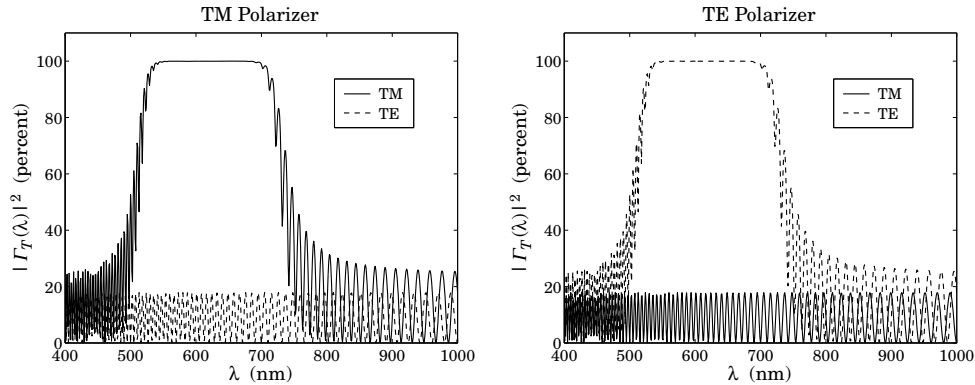 TM Polarizer
| Γ_T(λ) |² (percent)
100
80
60
40
20
0
TM
TE
400 500 600 700 800 900 1000
λ (nm)
TE Polarizer
| Γ_T(λ) |² (percent)
100
80
60
40
20
0
TM
TE
400 500 600 700 800 900 1000
λ (nm)